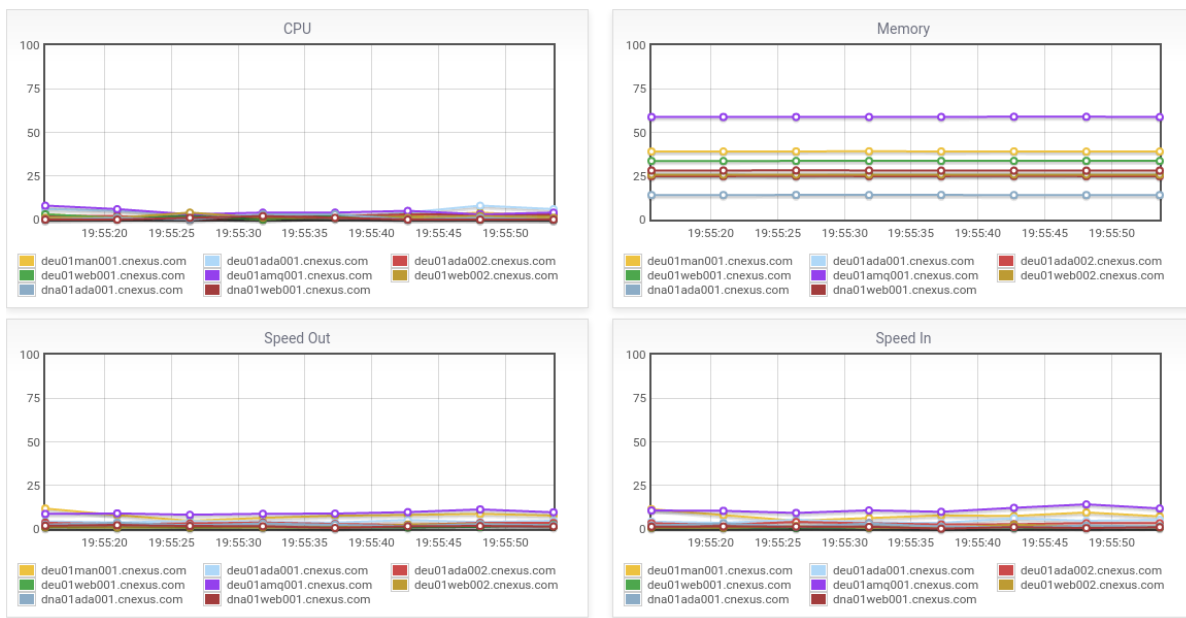 CPU
100
75
50
25
0
19:55:20 19:55:25 19:55:30 19:55:35 19:55:40 19:55:45 19:55:50
deu01man001.cnexus.com deu01ada001.cnexus.com deu01ada002.cnexus.com
deu01web001.cnexus.com deu01amq001.cnexus.com deu01web002.cnexus.com
dna01ada001.cnexus.com dna01web001.cnexus.com
Memory
100
75
50
25
0
19:55:20 19:55:25 19:55:30 19:55:35 19:55:40 19:55:45 19:55:50
deu01man001.cnexus.com deu01ada001.cnexus.com deu01ada002.cnexus.com
deu01web001.cnexus.com deu01amq001.cnexus.com deu01web002.cnexus.com
dna01ada001.cnexus.com dna01web001.cnexus.com
Speed Out
100
75
50
25
0
19:55:20 19:55:25 19:55:30 19:55:35 19:55:40 19:55:45 19:55:50
deu01man001.cnexus.com deu01ada001.cnexus.com deu01ada002.cnexus.com
deu01web001.cnexus.com deu01amq001.cnexus.com deu01web002.cnexus.com
dna01ada001.cnexus.com dna01web001.cnexus.com
Speed In
100
75
50
25
0
19:55:20 19:55:25 19:55:30 19:55:35 19:55:40 19:55:45 19:55:50
deu01man001.cnexus.com deu01ada001.cnexus.com deu01ada002.cnexus.com
deu01web001.cnexus.com deu01amq001.cnexus.com deu01web002.cnexus.com
dna01ada001.cnexus.com dna01web001.cnexus.com